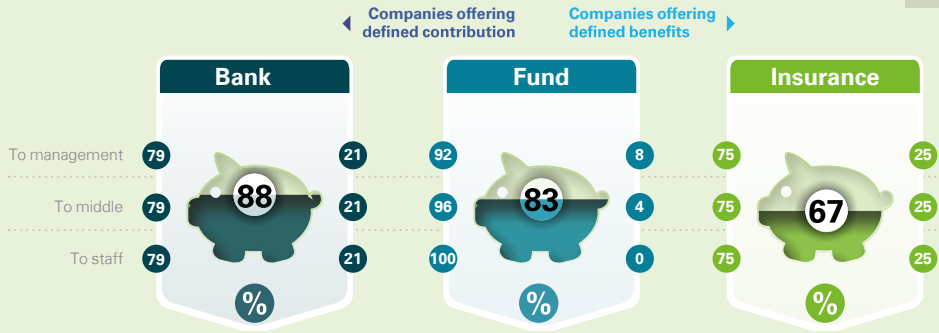 Companies offering
defined contribution
Companies offering
defined benefits
Bank
Fund
Insurance
To management
79
21
92
8
75
25
To middle
79
88
21
96
83
4
75
67
25
To staff
79
21
100
0
75
25
%
%
%